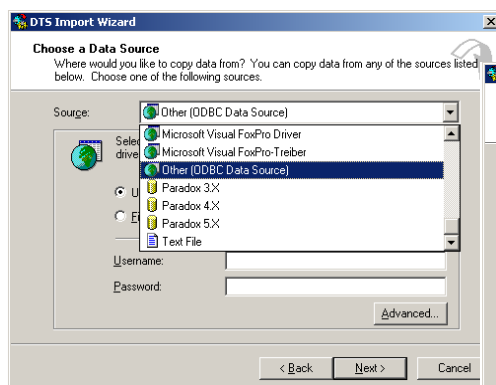 DTS Import Wizard
Choose a Data Source
Where would you like to copy data from? You can copy data from any of the sources listed
below. Choose one of the following sources.
Source:
Other (ODBC Data Source)
Microsoft Visual FoxPro Driver
Microsoft Visual FoxPro-Treiber
Other (ODBC Data Source)
Paradox 3.X
Paradox 4.X
Paradox 5.X
Text File
Username:
Password:
Advanced...
< Back
Next >
Cancel